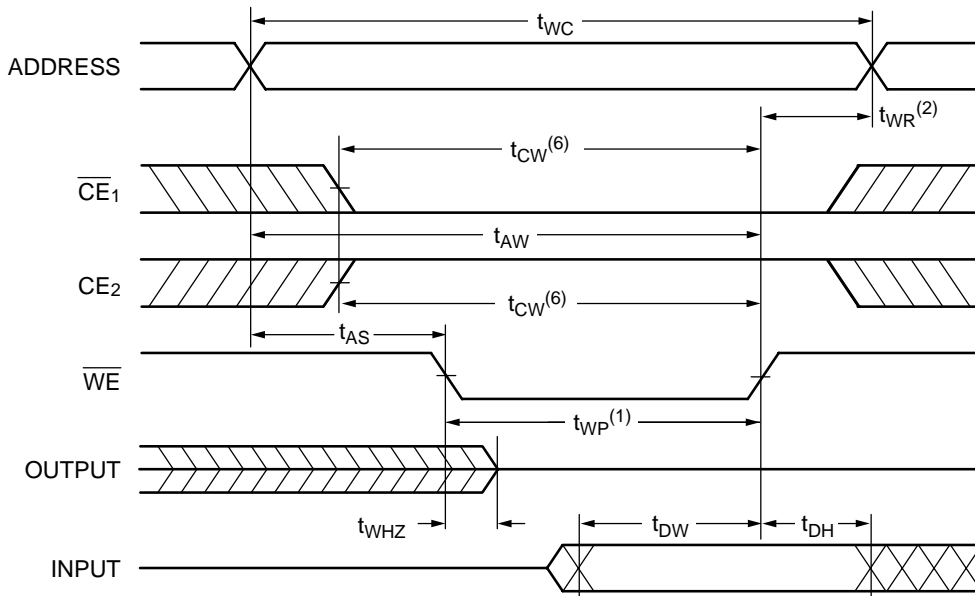 tWC
ADDRESS
tWR(2)
tCW(6)
CE1
tAW
CE2
tCW(6)
tAS
WE
tWP(1)
OUTPUT
tWHZ
tDW
tDH
INPUT